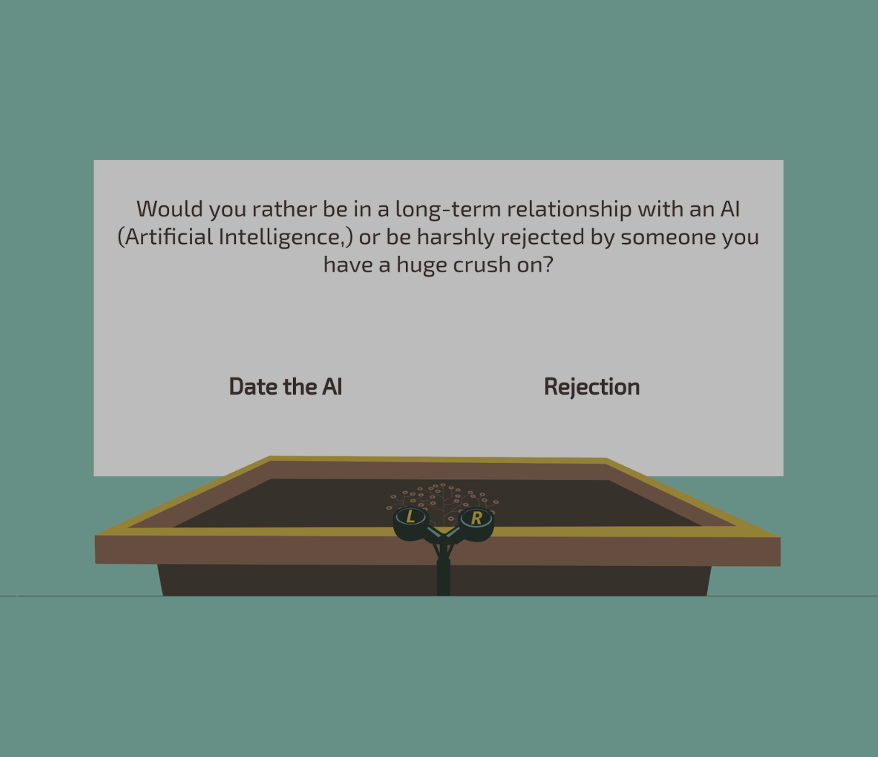 Would you rather be in a long-term relationship with an AI
(Artificial Intelligence,) or be harshly rejected by someone you
have a huge crush on?
Date the AI
Rejection
L
R